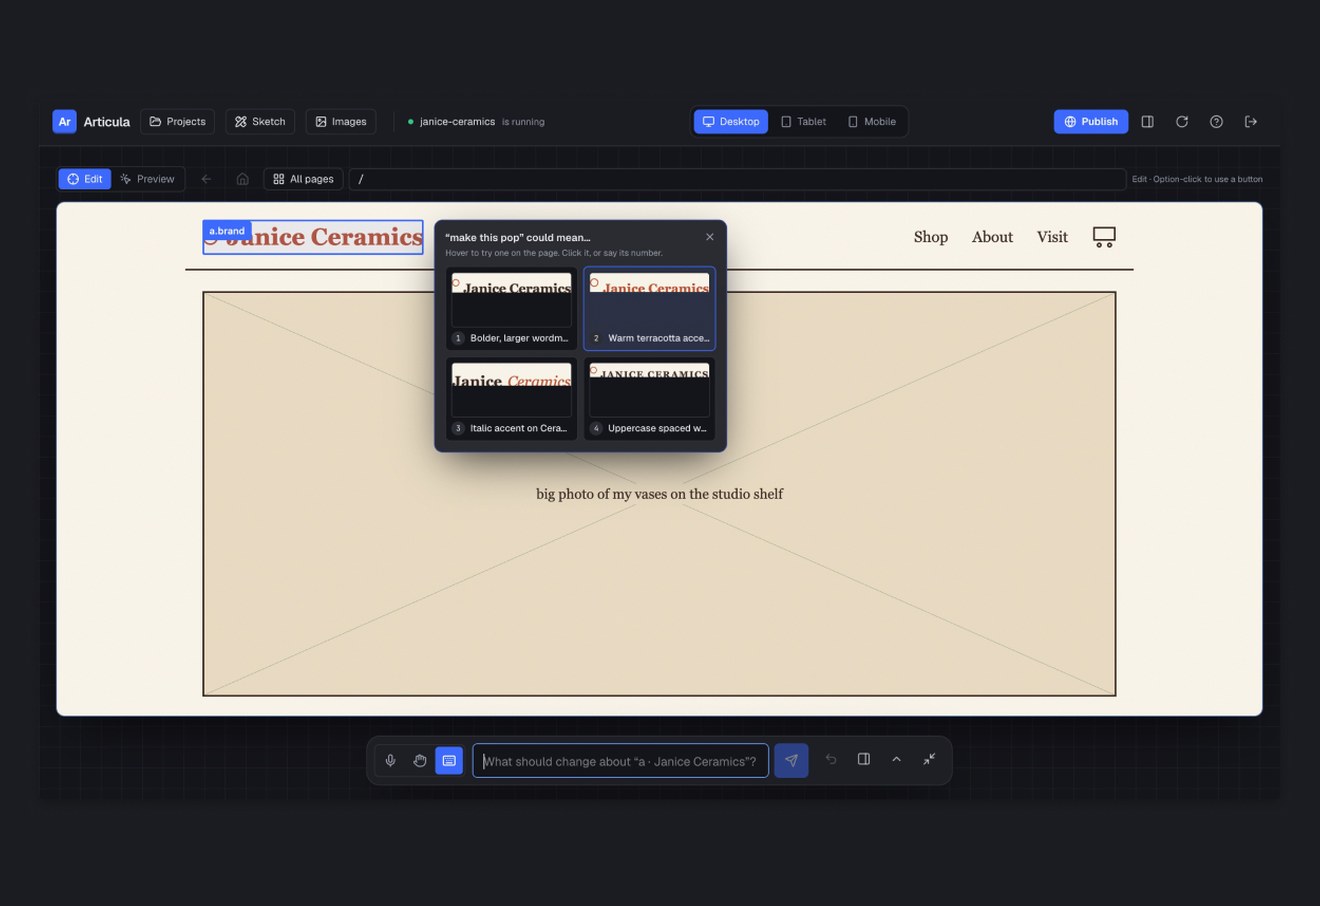 Ar Articula Projects Sketch Images janice-ceramics is running Desktop Tablet Mobile Publish
Edit Preview All pages / Edit · Option-click to use a button
a.brand
Janice Ceramics
Shop About Visit
“make this pop” could mean...
Hover to try one on the page. Click it, or say its number.
Janice Ceramics
1 Bolder, larger wordm...
Janice Ceramics
2 Warm terracotta acce...
Janice Ceramics
3 Italic accent on Cera...
JANICE CERAMICS
4 Uppercase spaced w...
big photo of my vases on the studio shelf
What should change about “a · Janice Ceramics”?